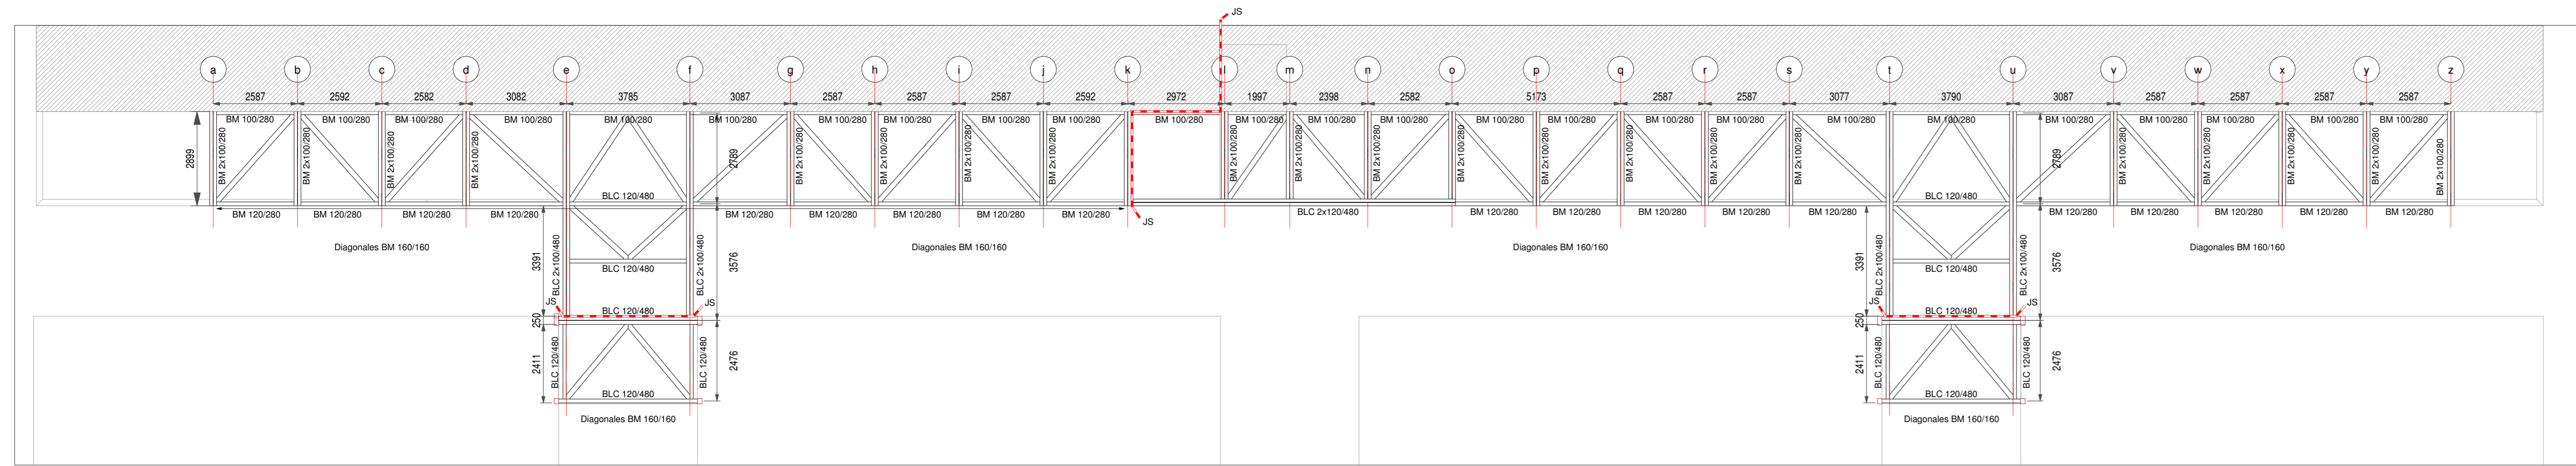 JS
a b c d e f g h i j k l m n o p q r s t u v w x y z
2587 2592 2582 3082 3785 3087 2587 2587 2587 2592 2972 1997 2398 2582 5173 2587 2587 3077 3790 3087 2587 2587 2587 2587
BM 100/280 BM 100/280 BM 100/280 BM 100/280 BM 100/280 BM 100/280 BM 100/280 BM 100/280 BM 100/280 BM 100/280 BM 100/280 BM 100/280 BM 100/280 BM 100/280 BM 100/280 BM 100/280 BM 100/280 BM 100/280 BM 100/280 BM 100/280 BM 100/280 BM 100/280 BM 100/280 BM 100/280 BM 100/280
2899 BM 2x100/280 BM 2x100/280 BM 2x100/280 BM 2x100/280 2789 BM 2x100/280 BM 2x100/280 BM 2x100/280 BM 2x100/280 BM 2x100/280 BM 2x100/280 BM 2x100/280 BM 2x100/280 BM 2x100/280 BM 2x100/280 BM 2x100/280 BM 2x100/280 2789 BM 2x100/280 BM 2x100/280 BM 2x100/280 BM 2x100/280 BM 2x100/280
BLC 120/480 BLC 120/480
BM 120/280 BM 120/280 BM 120/280 BM 120/280 BM 120/280 BM 120/280 BM 120/280 BM 120/280 BM 120/280 BLC 2x120/480 BM 120/280 BM 120/280 BM 120/280 BM 120/280 BM 120/280 BM 120/280 BM 120/280 BM 120/280 BM 120/280 BM 120/280
JS
Diagonales BM 160/160 Diagonales BM 160/160 Diagonales BM 160/160 Diagonales BM 160/160
3391 BLC 2x100/480 BLC 2x100/480 3576 3391 BLC 2x100/480 BLC 2x100/480 3576
BLC 120/480 BLC 120/480
JS JS JS JS
BLC 120/480 BLC 120/480
250 250
2411 BLC 120/480 BLC 120/480 2476 2411 BLC 120/480 BLC 120/480 2476
BLC 120/480 BLC 120/480
Diagonales BM 160/160 Diagonales BM 160/160